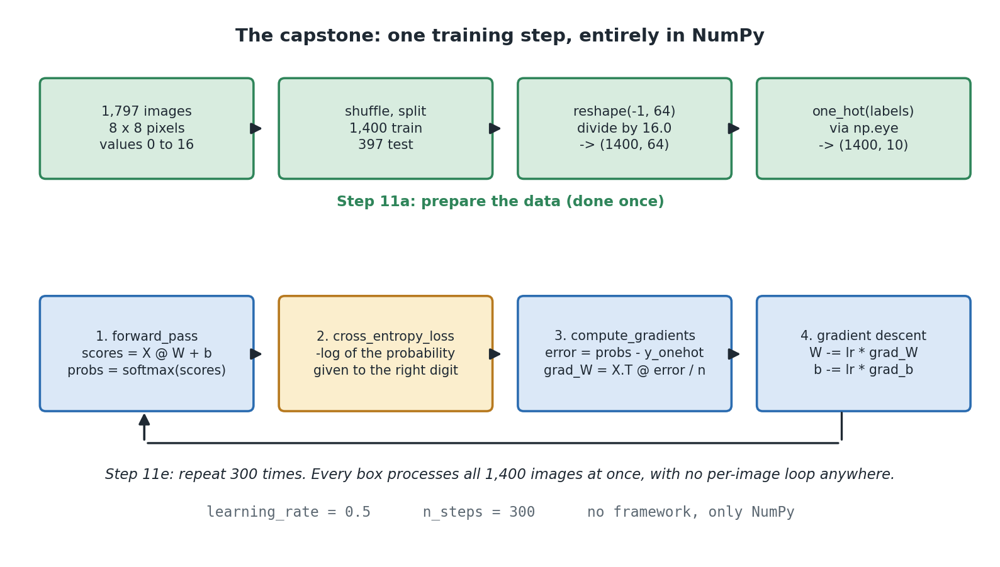 The capstone: one training step, entirely in NumPy
1,797 images
8 x 8 pixels
values 0 to 16
shuffle, split
1,400 train
397 test
reshape(-1, 64)
divide by 16.0
-> (1400, 64)
one_hot(labels)
via np.eye
-> (1400, 10)
Step 11a: prepare the data (done once)
1. forward_pass
scores = X @ W + b
probs = softmax(scores)
2. cross_entropy_loss
-log of the probability
given to the right digit
3. compute_gradients
error = probs - y_onehot
grad_W = X.T @ error / n
4. gradient descent
W -= lr * grad_W
b -= lr * grad_b
Step 11e: repeat 300 times. Every box processes all 1,400 images at once, with no per-image loop anywhere.
learning_rate = 0.5 n_steps = 300 no framework, only NumPy